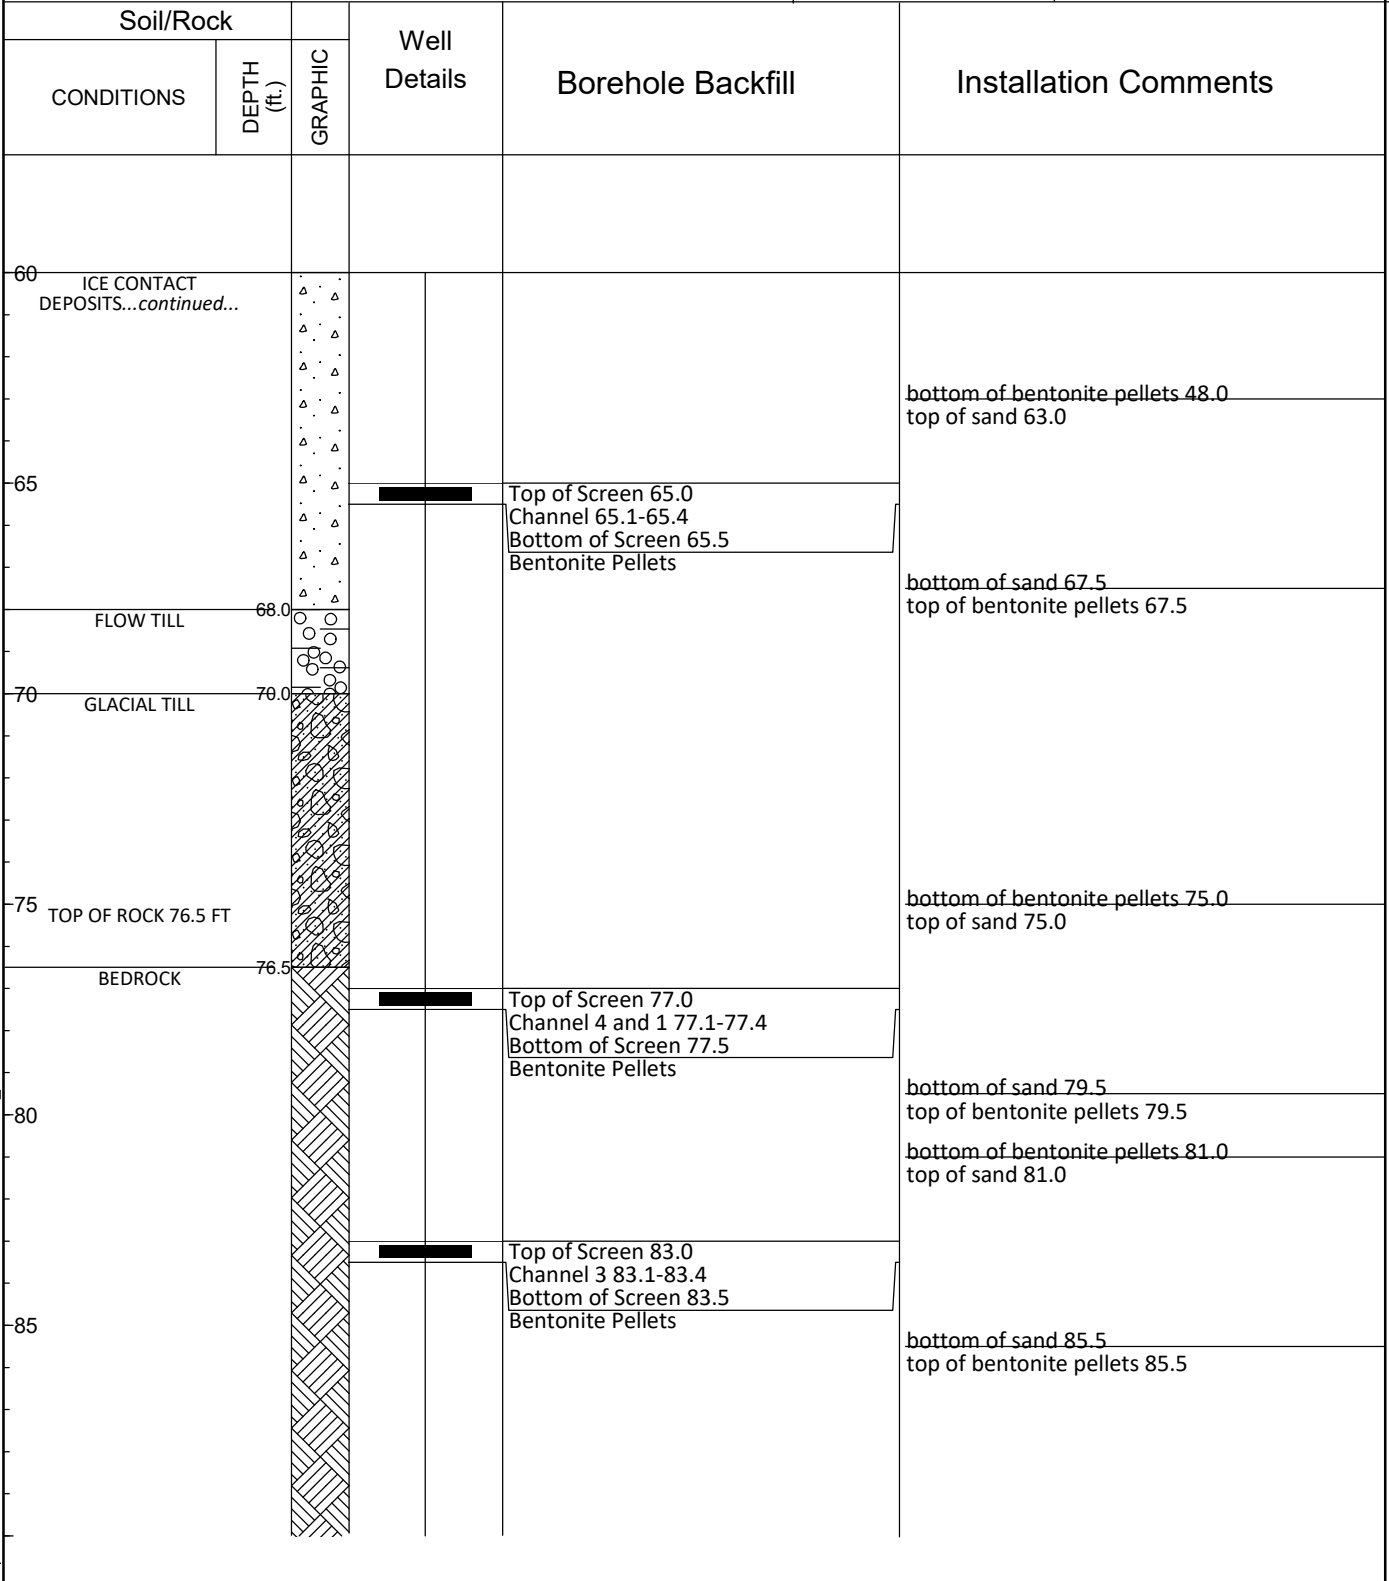 Soil/Rock
CONDITIONS
DEPTH
(ft.)
GRAPHIC
Well
Details
Borehole Backfill
Installation Comments
60
ICE CONTACT
DEPOSITS...continued...
bottom of bentonite pellets 48.0
top of sand 63.0
65
Top of Screen 65.0
Channel 65.1-65.4
Bottom of Screen 65.5
Bentonite Pellets
bottom of sand 67.5
top of bentonite pellets 67.5
68.0
FLOW TILL
70
70.0
GLACIAL TILL
75
bottom of bentonite pellets 75.0
top of sand 75.0
TOP OF ROCK 76.5 FT
76.5
BEDROCK
Top of Screen 77.0
Channel 4 and 1 77.1-77.4
Bottom of Screen 77.5
Bentonite Pellets
bottom of sand 79.5
top of bentonite pellets 79.5
80
bottom of bentonite pellets 81.0
top of sand 81.0
Top of Screen 83.0
Channel 3 83.1-83.4
Bottom of Screen 83.5
Bentonite Pellets
85
bottom of sand 85.5
top of bentonite pellets 85.5